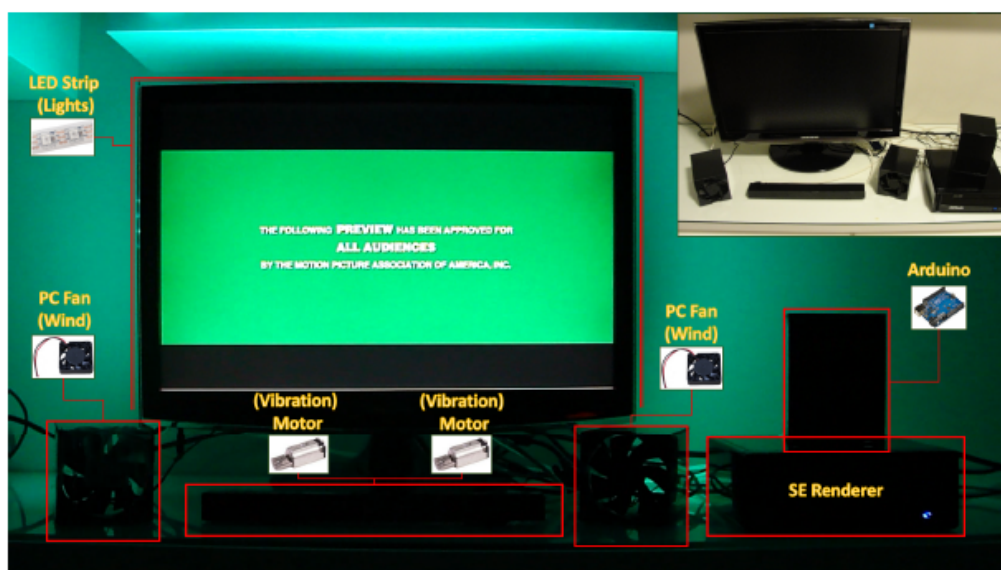 LED Strip
(Lights)
THE FOLLOWING PREVIEW HAS BEEN APPROVED FOR
ALL AUDIENCES
BY THE MOTION PICTURE ASSOCIATION OF AMERICA, INC.
Arduino
PC Fan
(Wind)
PC Fan
(Wind)
(Vibration)
Motor
(Vibration)
Motor
SE Renderer